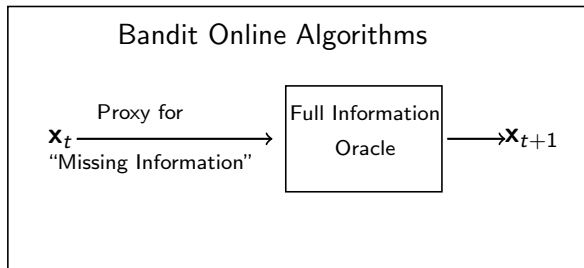 Bandit Online Algorithms
Proxy for
x_t
“Missing Information”
Full Information
Oracle
x_{t+1}